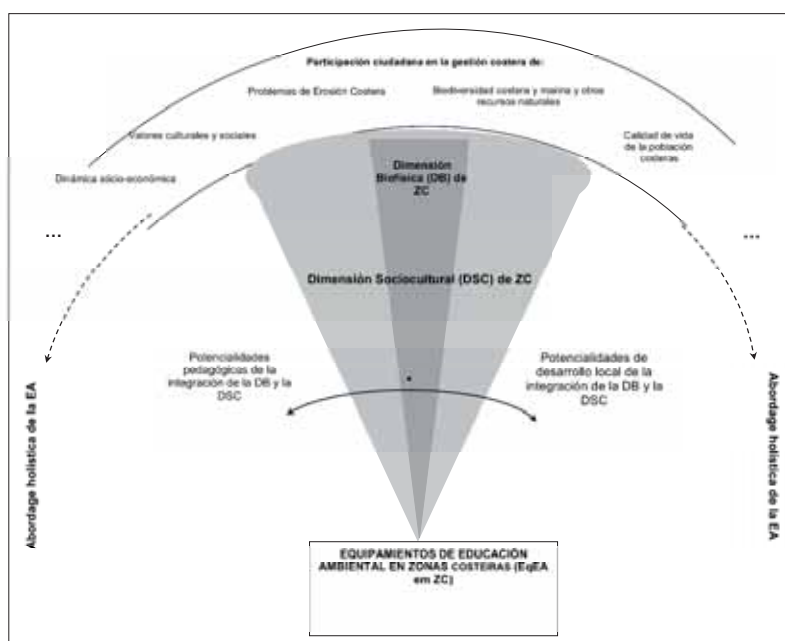 Participación ciudadana en la gestión costera de:
Problemas de Erosión Costera
Biodiversidad costera y marina y otros
recursos naturales
Valores culturales y sociales
Calidad de vida
de la población
costeras
Dinámica sócio-económica
Dimensión
Biofísica (DB) de
ZC
...
...
Dimensión Sociocultural (DSC) de ZC
Potencialidades
pedagógicas de la
integración de la DB y la
DSC
Potencialidades de
desarrollo local de la
integración de la DB y la
DSC
Abordage holística de la EA
Abordage holística de la EA
EQUIPAMIENTOS DE EDUCACIÓN
AMBIENTAL EN ZONAS COSTEIRAS (EqEA
em ZC)